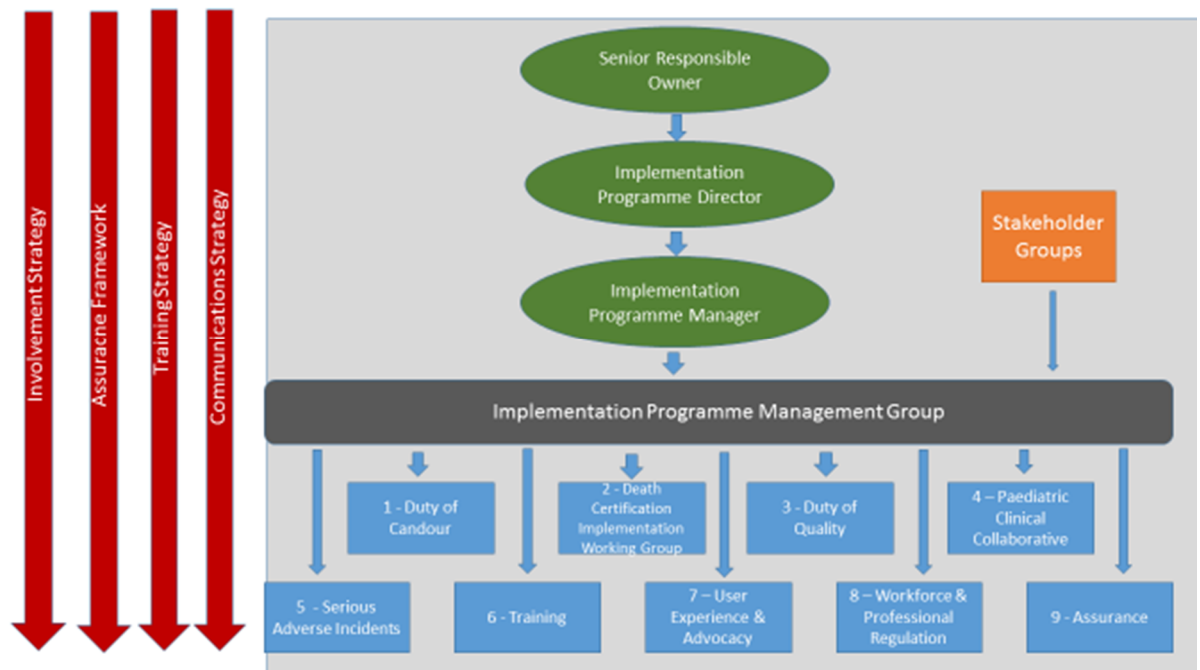 Involvement Strategy
Assuracne Framework
Training Strategy
Communications Strategy
Senior Responsible
Owner
Implementation
Programme Director
Implementation
Programme Manager
Stakeholder
Groups
Implementation Programme Management Group
1 - Duty of
Candour
2 - Death
Certification
Implementation
Working Group
3 - Duty of
Quality
4 – Paediatric
Clinical
Collaborative
5 - Serious
Adverse Incidents
6 - Training
7 – User
Experience &
Advocacy
8 – Workforce &
Professional
Regulation
9 - Assurance